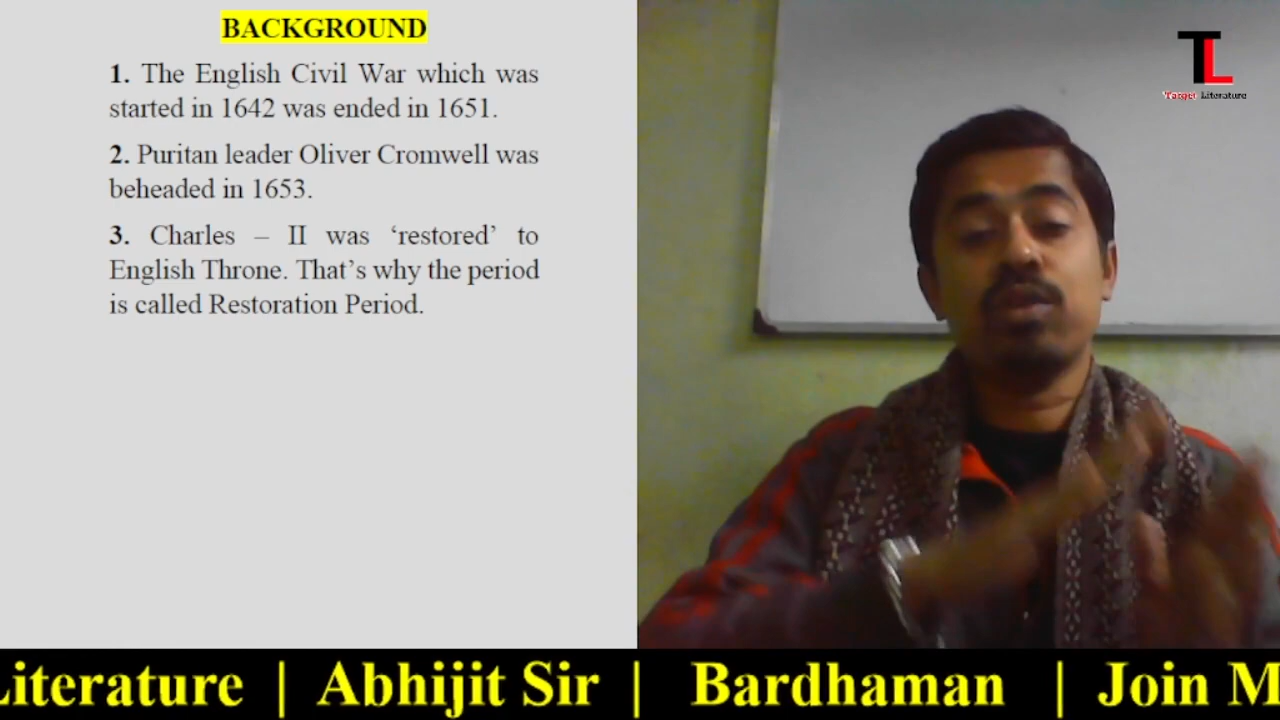 BACKGROUND
1. The English Civil War which was
started in 1642 was ended in 1651.
2. Puritan leader Oliver Cromwell was
beheaded in 1653.
3. Charles – II was ‘restored’ to
English Throne. That’s why the period
is called Restoration Period.
TL
Target Literature
Literature | Abhijit Sir | Bardhaman | Join M